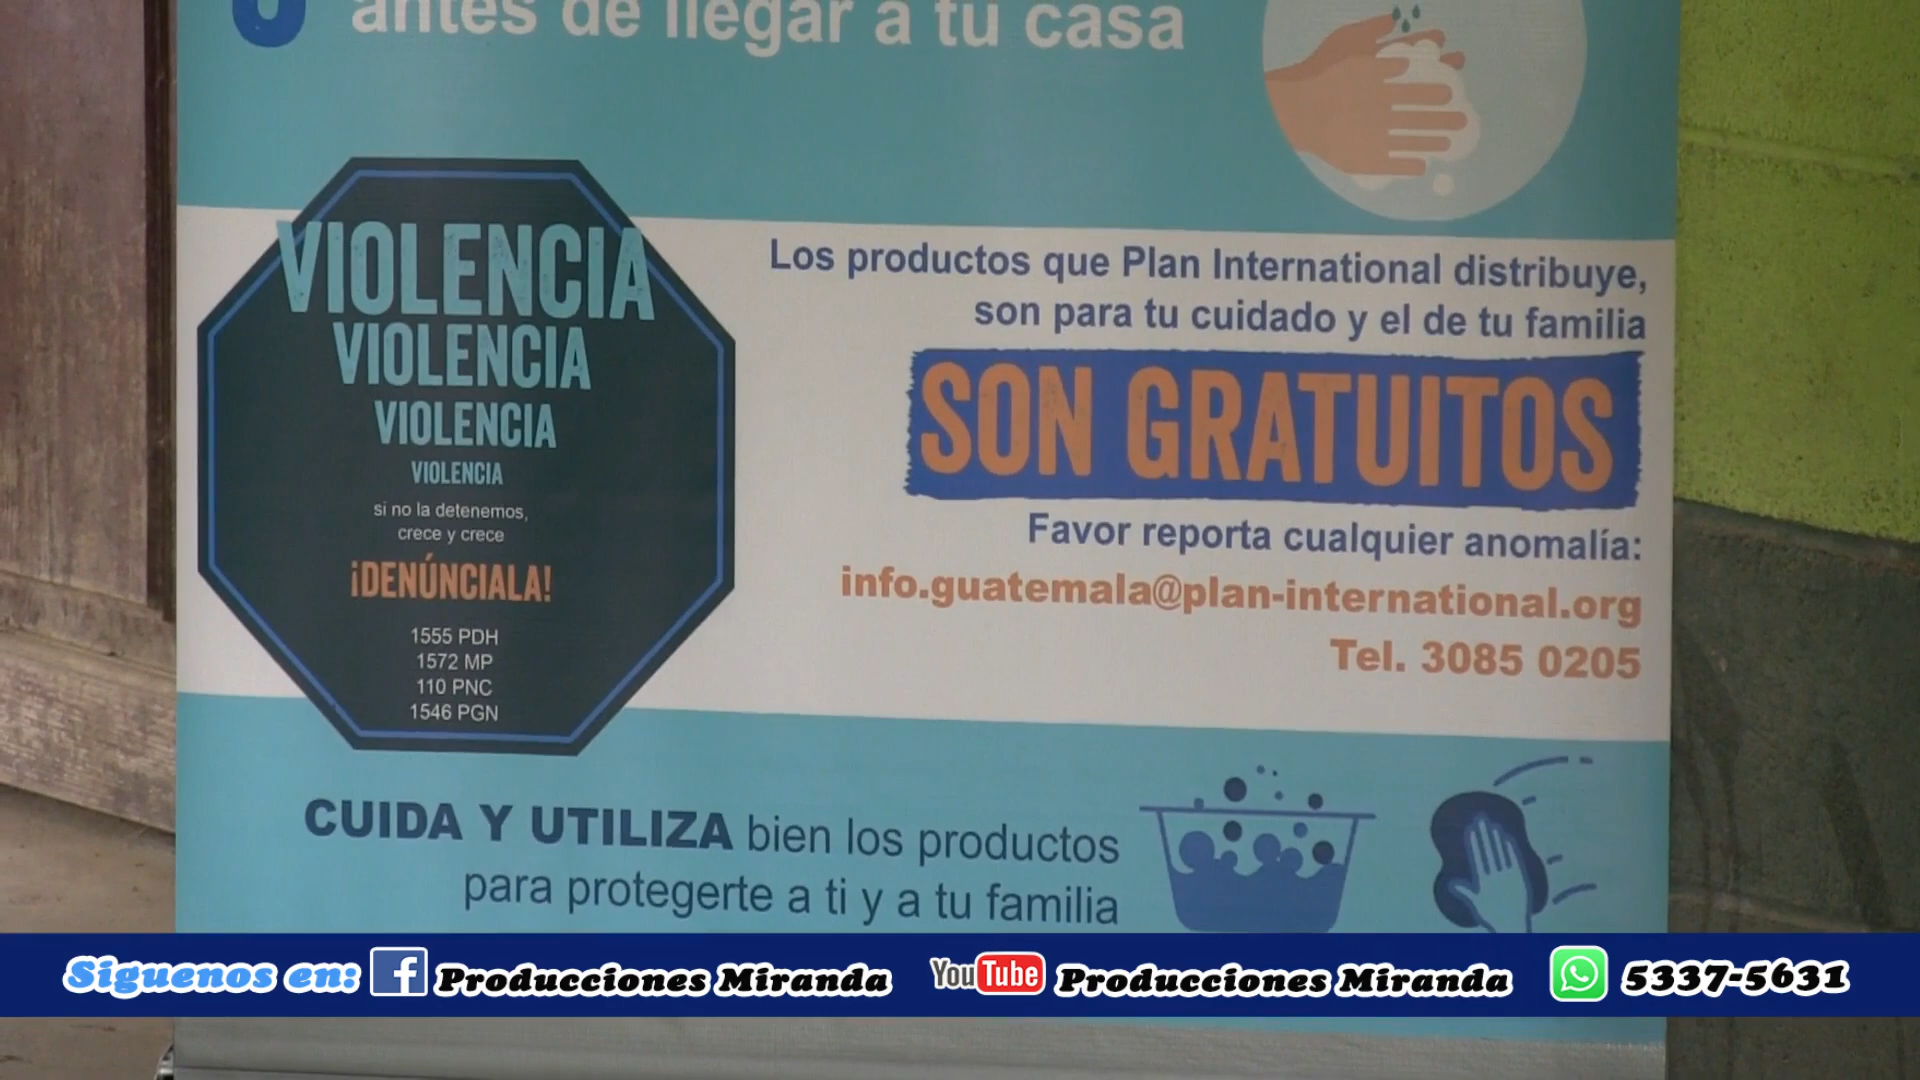 antes de llegar a tu casa
VIOLENCIA
VIOLENCIA
VIOLENCIA
VIOLENCIA
si no la detenemos,
crece y crece
¡DENÚNCIALA!
1555 PDH
1572 MP
110 PNC
1546 PGN
Los productos que Plan International distribuye,
son para tu cuidado y el de tu familia
SON GRATUITOS
Favor reporta cualquier anomalía:
info.guatemala@plan-international.org
Tel. 3085 0205
CUIDA Y UTILIZA bien los productos
para protegerte a ti y a tu familia
Siguenos en: f Producciones Miranda YouTube Producciones Miranda 5337-5631